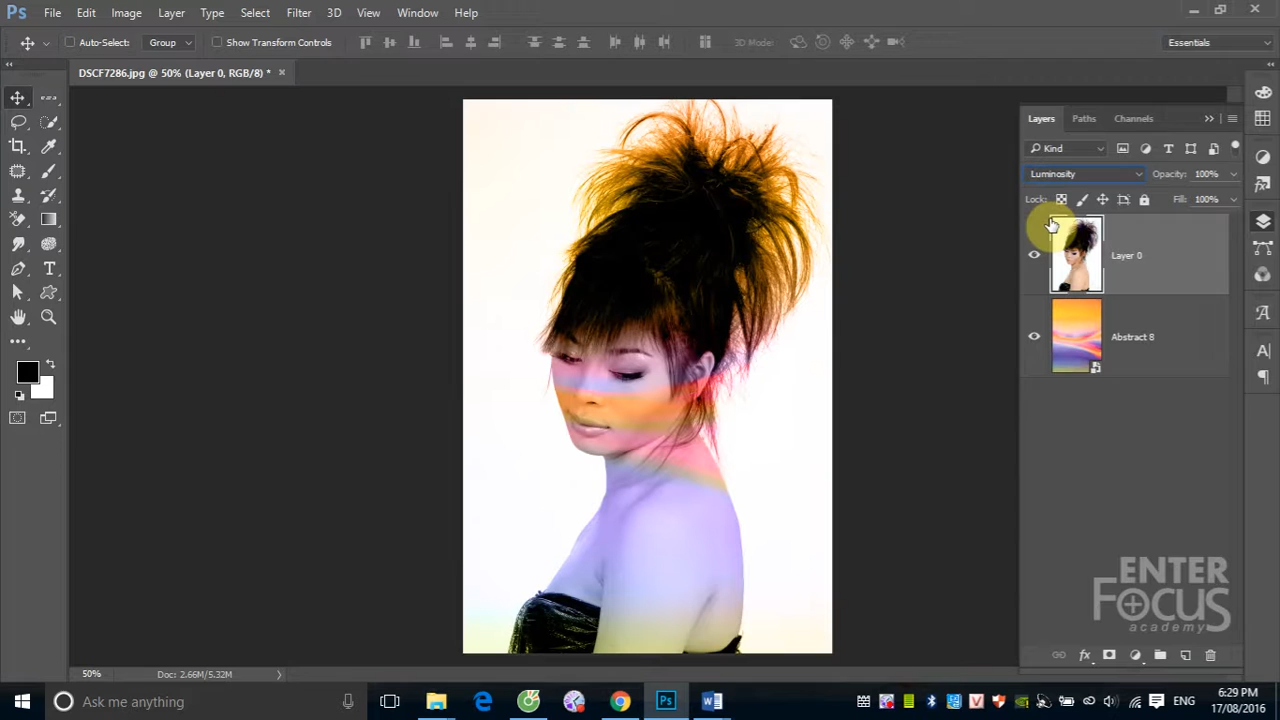 Ps File Edit Image Layer Type Select Filter 3D View Window Help
Auto-Select: Group Show Transform Controls 3D Mode: Essentials
DSCF7286.jpg @ 50% (Layer 0, RGB/8) *
Layers Paths Channels
Kind
Luminosity Opacity: 100%
Lock: Fill: 100%
Layer 0
Abstract 8
ENTER
FOCUS
academy
50% Doc: 2.66M/5.32M
Ask me anything
ENG
6:29 PM
17/08/2016